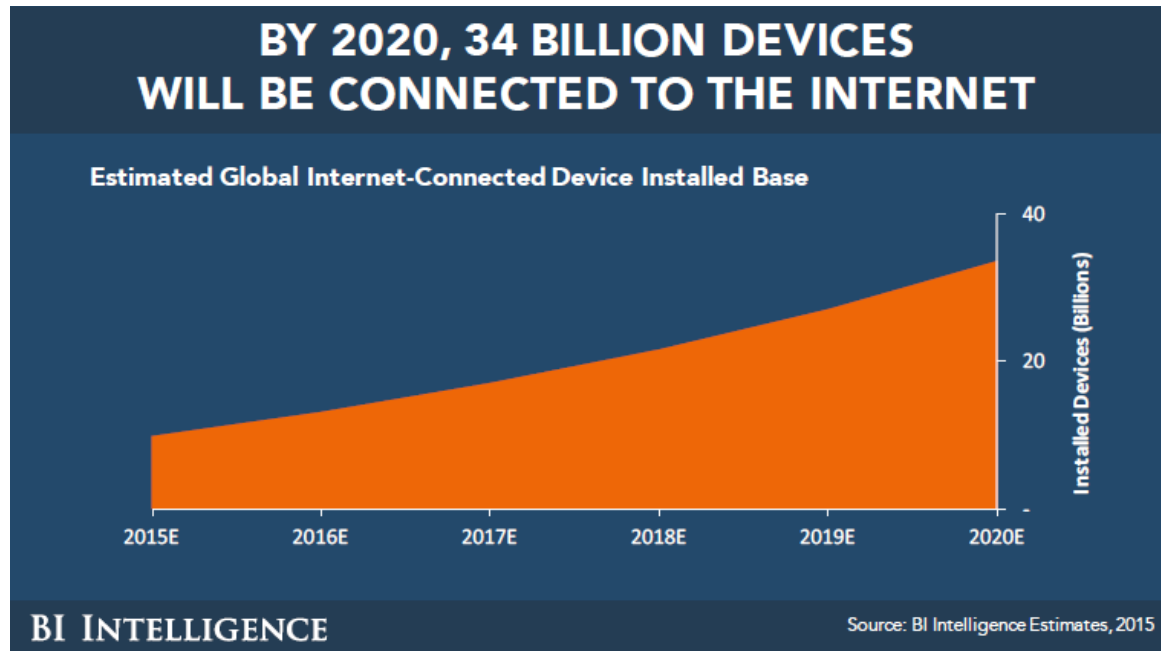 BY 2020, 34 BILLION DEVICES
WILL BE CONNECTED TO THE INTERNET
Estimated Global Internet-Connected Device Installed Base
40
20
-
Installed Devices (Billions)
2015E 2016E 2017E 2018E 2019E 2020E
BI INTELLIGENCE
Source: BI Intelligence Estimates, 2015